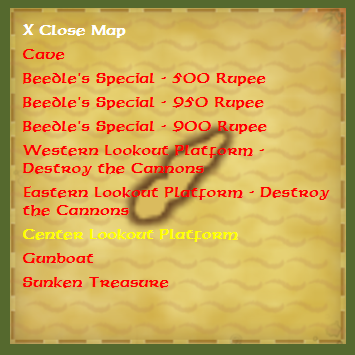 X Close Map
Cave
Beedle's Special - 500 Rupee
Beedle's Special - 950 Rupee
Beedle's Special - 900 Rupee
Western Lookout Platform -
Destroy the Cannons
Eastern Lookout Platform - Destroy
the Cannons
Center Lookout Platform
Gunboat
Sunken Treasure